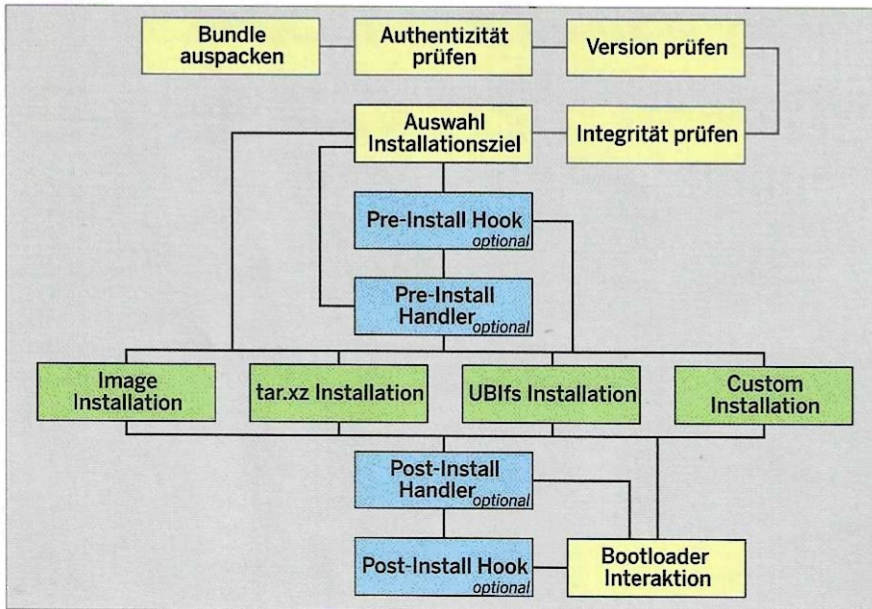 Bundle
auspacken
Authentizität
prüfen
Version prüfen
Auswahl
Installationsziel
Integrität prüfen
Pre-Install Hook
optional
Pre-Install
Handler
optional
Image
Installation
tar.xz Installation
UBIfs Installation
Custom
Installation
Post-Install
Handler
optional
Post-Install Hook
optional
Bootloader
Interaktion